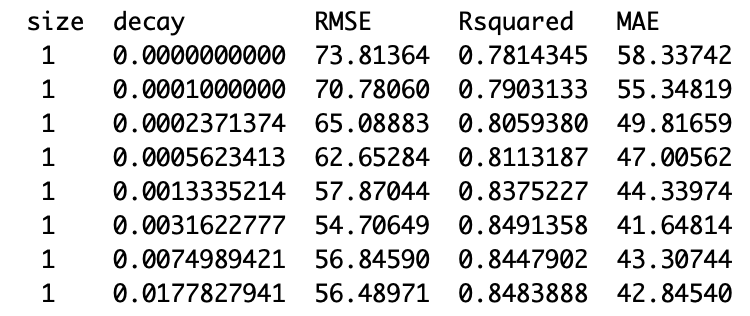 size decay RMSE Rsquared MAE
1 0.0000000000 73.81364 0.7814345 58.33742
1 0.0001000000 70.78060 0.7903133 55.34819
1 0.0002371374 65.08883 0.8059380 49.81659
1 0.0005623413 62.65284 0.8113187 47.00562
1 0.0013335214 57.87044 0.8375227 44.33974
1 0.0031622777 54.70649 0.8491358 41.64814
1 0.0074989421 56.84590 0.8447902 43.30744
1 0.0177827941 56.48971 0.8483888 42.84540